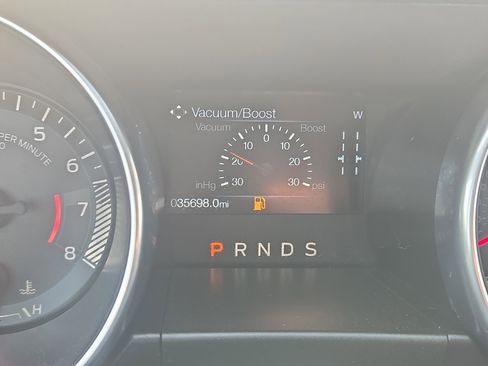 Vacuum/Boost W
Vacuum Boost
10 0 10
20 20
30 30
inHg psi
035698.0mi
P R N D S
5
PER MINUTE
6
7
8
H